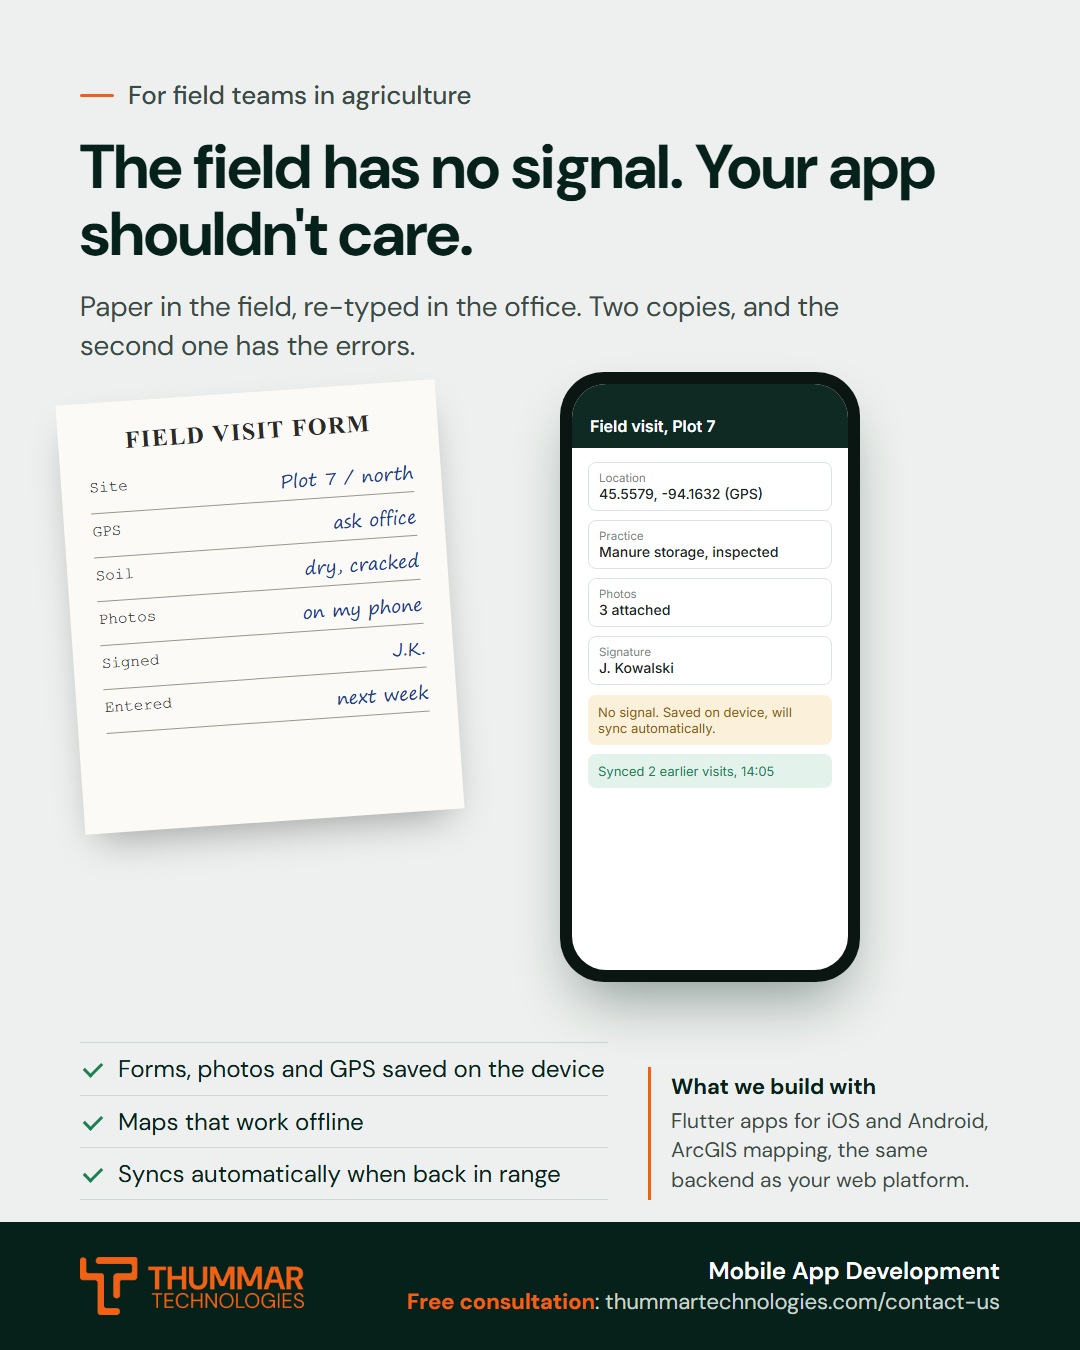 For field teams in agriculture
The field has no signal. Your app
shouldn't care.
Paper in the field, re-typed in the office. Two copies, and the
second one has the errors.
FIELD VISIT FORM
Site Plot 7 / north
GPS ask office
Soil dry, cracked
Photos on my phone
Signed J.K.
Entered next week
Field visit, Plot 7
Location
45.5579, -94.1632 (GPS)
Practice
Manure storage, inspected
Photos
3 attached
Signature
J. Kowalski
No signal. Saved on device, will
sync automatically.
Synced 2 earlier visits, 14:05
Forms, photos and GPS saved on the device
Maps that work offline
Syncs automatically when back in range
What we build with
Flutter apps for iOS and Android,
ArcGIS mapping, the same
backend as your web platform.
THUMMAR
TECHNOLOGIES
Mobile App Development
Free consultation: thummartechnologies.com/contact-us